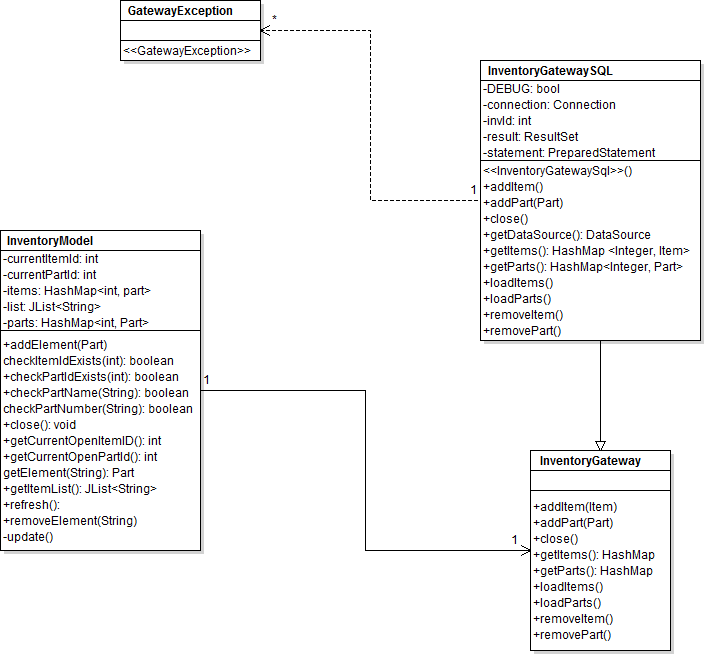 GatewayException
<<GatewayException>>
*
InventoryGatewaySQL
-DEBUG: bool
-connection: Connection
-invId: int
-result: ResultSet
-statement: PreparedStatement
<<InventoryGatewaySql>>()
+addItem()
+addPart(Part)
+close()
+getDataSource(): DataSource
+getItems(): HashMap <Integer, Item>
+getParts(): HashMap<Integer, Part>
+loadItems()
+loadParts()
+removeItem()
+removePart()
1
InventoryModel
-currentItemId: int
-currentPartId: int
-items: HashMap<int, part>
-list: JList<String>
-parts: HashMap<int, Part>
+addElement(Part)
checkItemIdExists(int): boolean
+checkPartIdExists(int): boolean
+checkPartName(String): boolean
checkPartNumber(String): boolean
+close(): void
+getCurrentOpenItemID(): int
+getCurrentOpenPartId(): int
getElement(String): Part
+getItemList(): JList<String>
+refresh():
+removeElement(String)
-update()
1
1
InventoryGateway
+addItem(Item)
+addPart(Part)
+close()
+getItems(): HashMap
+getParts(): HashMap
+loadItems()
+loadParts()
+removeItem()
+removePart()